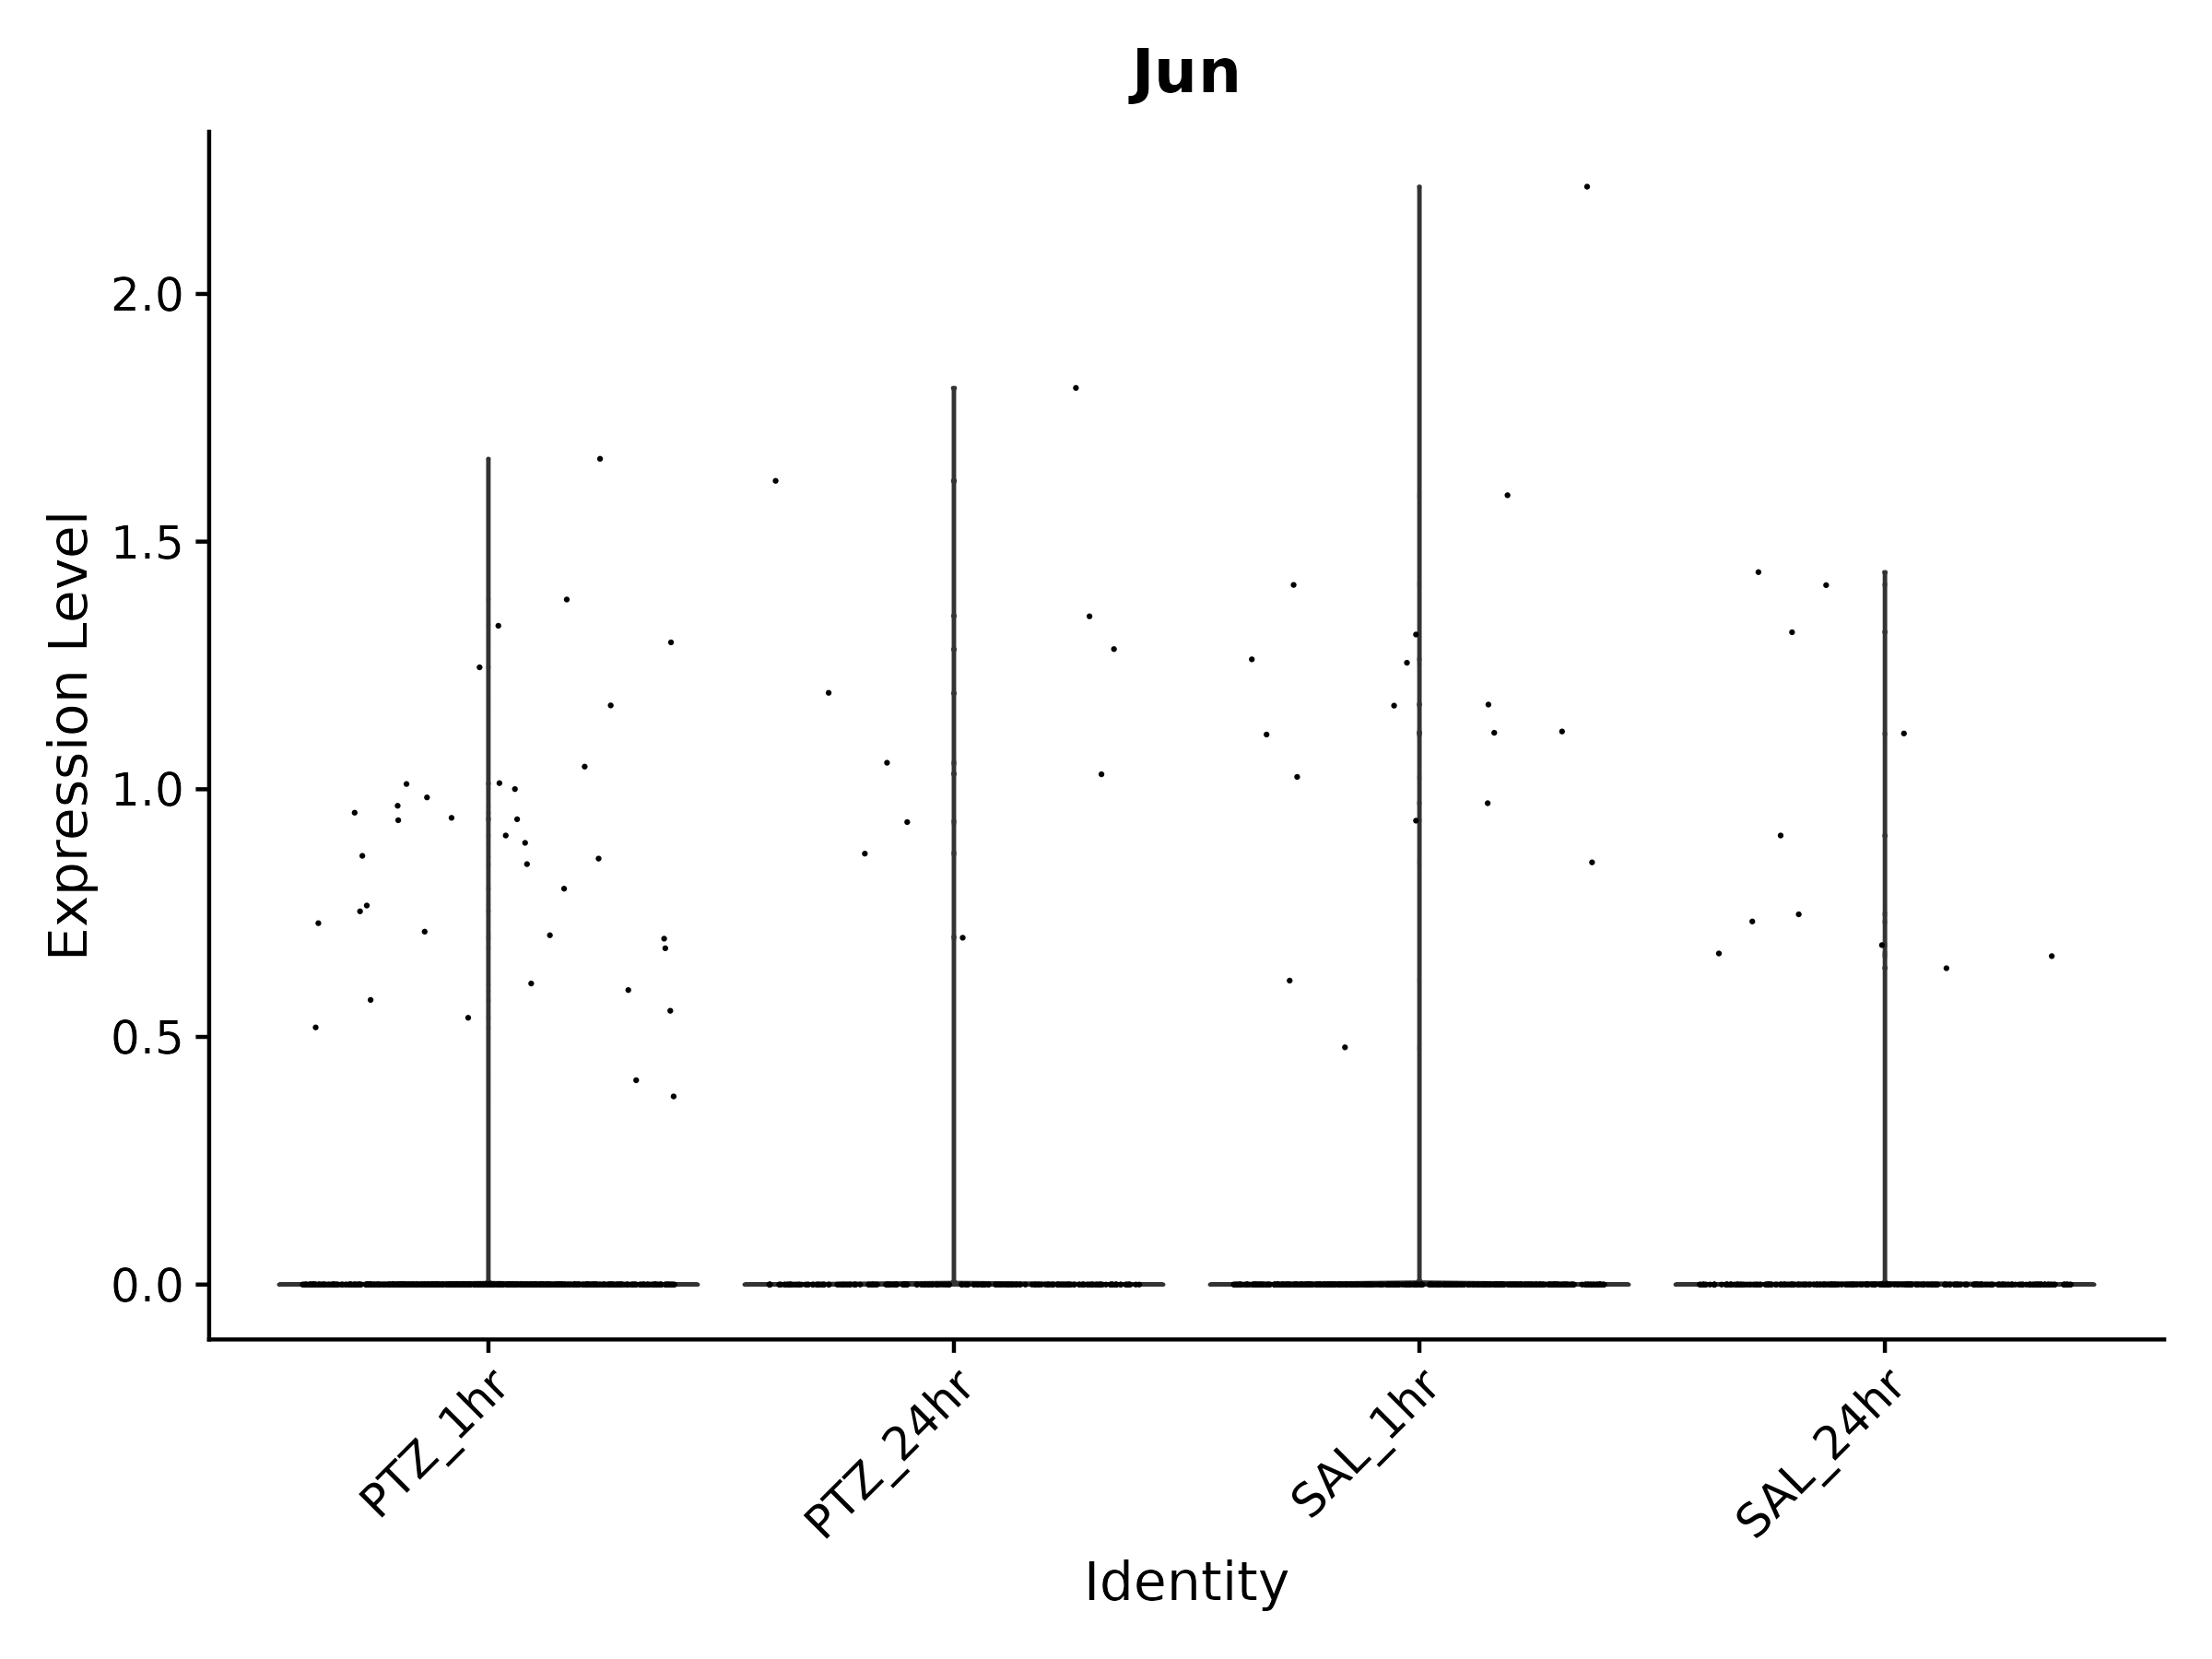 Jun
Expression Level
2.0
1.5
1.0
0.5
0.0
PTZ_1hr
PTZ_24hr
SAL_1hr
SAL_24hr
Identity